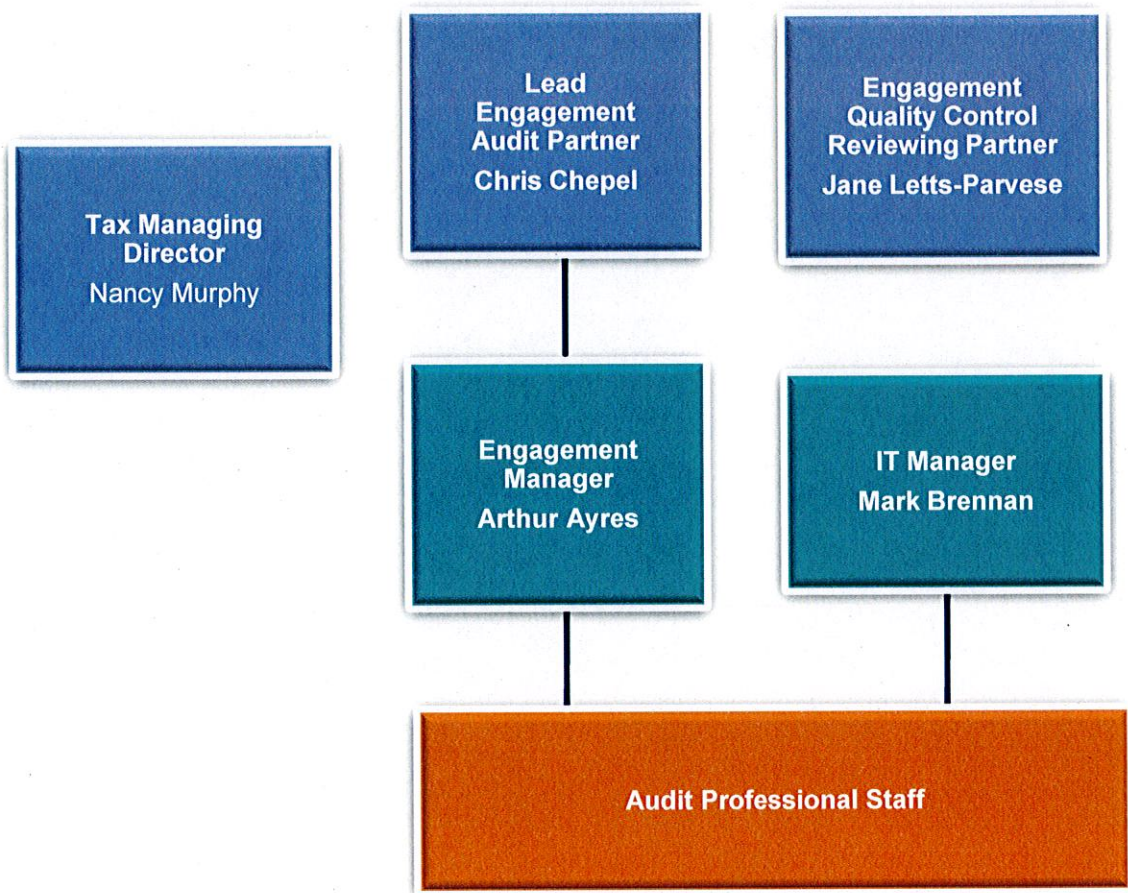 Lead
Engagement
Audit Partner
Chris Chepel
Engagement
Quality Control
Reviewing Partner
Jane Letts-Parvese
Tax Managing
Director
Nancy Murphy
Engagement
Manager
Arthur Ayres
IT Manager
Mark Brennan
Audit Professional Staff